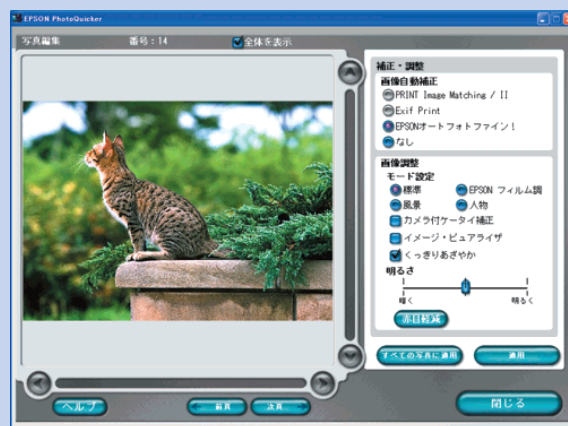 EPSON PhotoQuicker
写真編集 番号：14 全体を表示
補正・調整
画像自動補正
PRINT Image Matching / II
Exif Print
EPSONオートフォトファイン！
なし
画像調整
モード設定
標準 EPSON フィルム調
風景 人物
カメラ付ケータイ補正
イメージ・ピュアライザ
くっきりあざやか
明るさ
暗く 明るく
赤目軽減
すべての写真に適用 適用
ヘルプ 前頁 次頁 閉じる